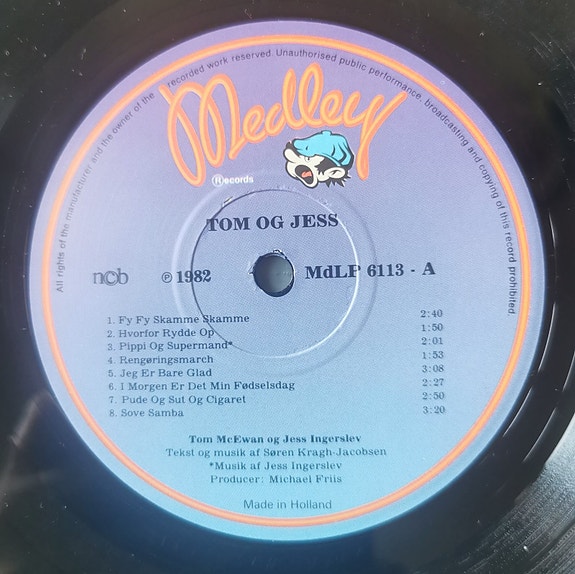 All rights of the manufacturer and the owner of the recorded work reserved. Unauthorised public performance, broadcasting and copying of this record prohibited.
Medley
Records
TOM OG JESS
ncb ℗ 1982 MdLP 6113 - A
1. Fy Fy Skamme Skamme 2:40
2. Hvorfor Rydde Op 1:50
3. Pippi Og Supermand* 2:01
4. Rengøringsmarch 1:53
5. Jeg Er Bare Glad 3:08
6. I Morgen Er Det Min Fødselsdag 2:27
7. Pude Og Sut Og Cigaret 2:50
8. Sove Samba 3:20
Tom McEwan og Jess Ingerslev
Tekst og musik af Søren Kragh-Jacobsen
*Musik af Jess Ingerslev
Producer: Michael Friis
Made in Holland